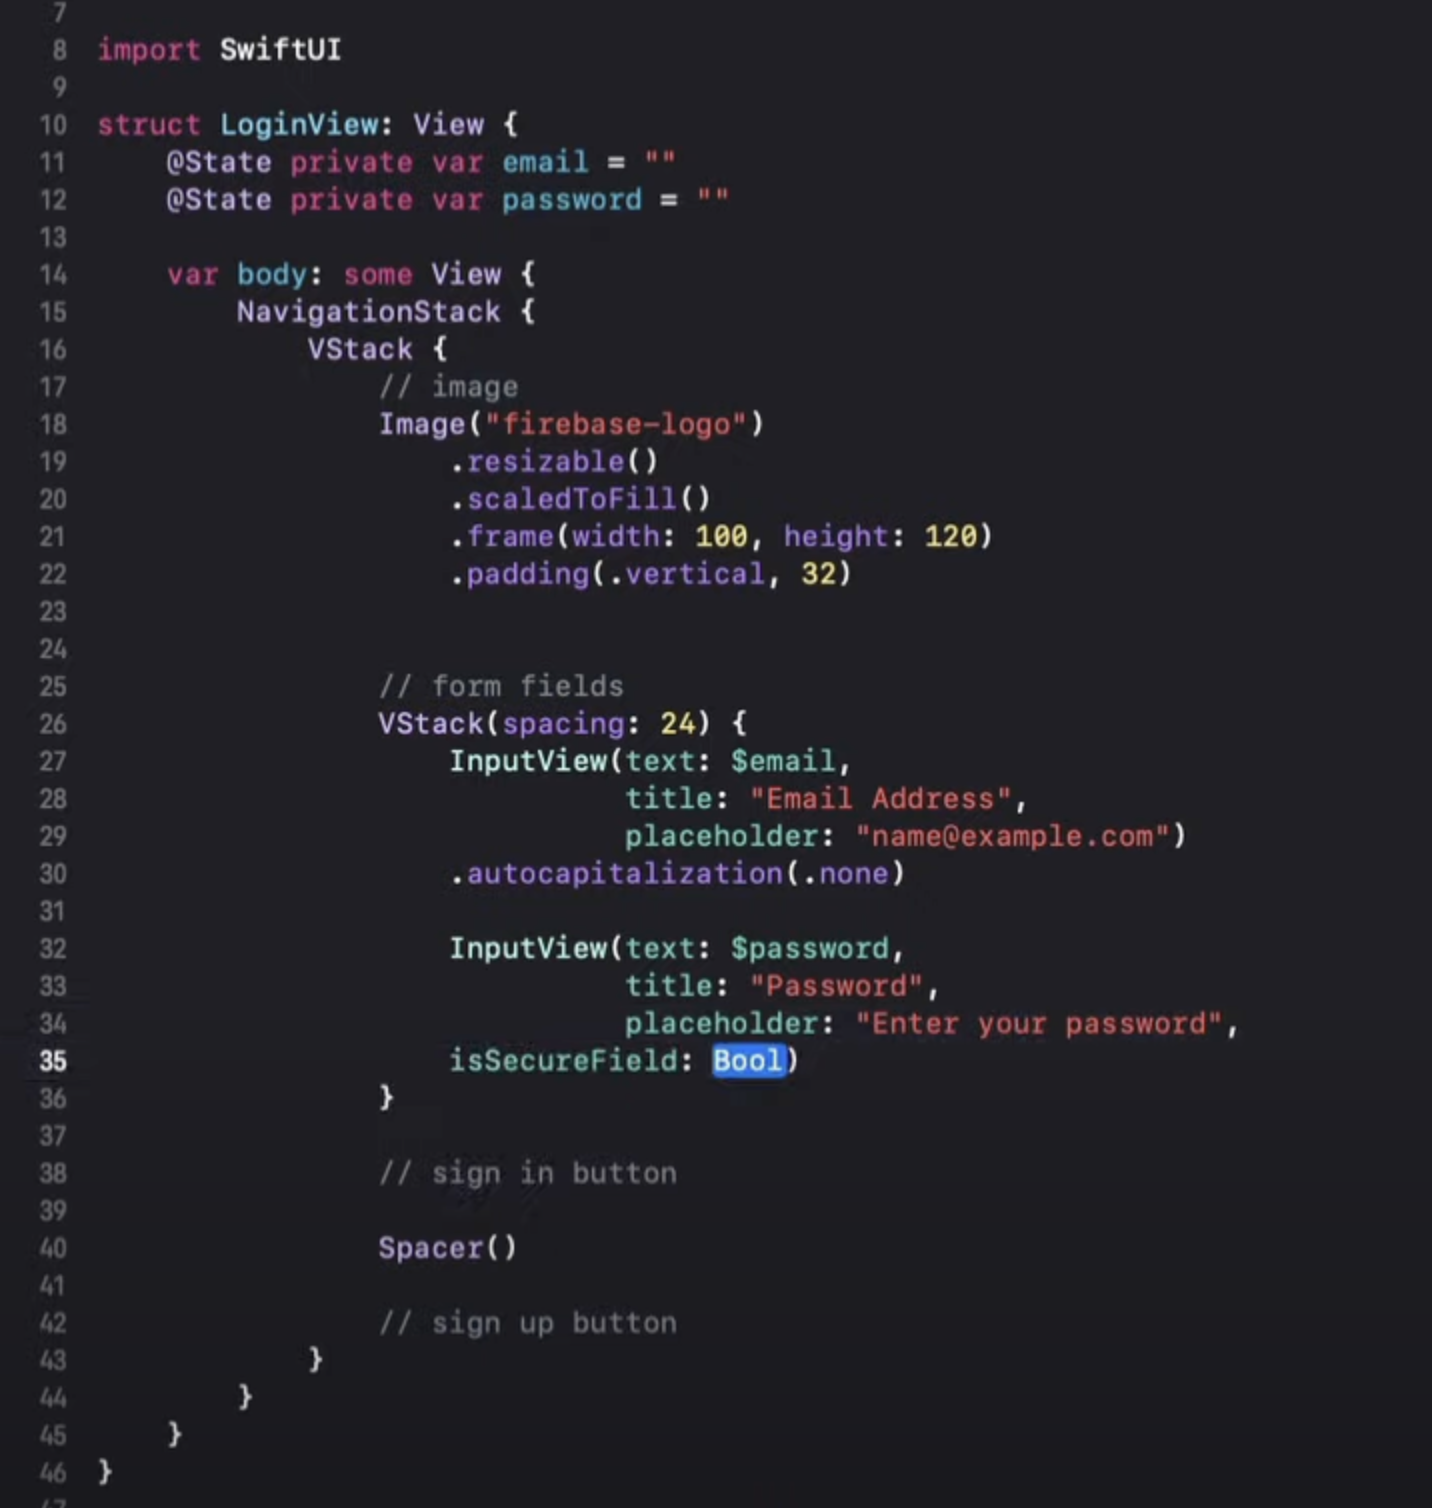 7
8 import SwiftUI
9
10 struct LoginView: View {
11     @State private var email = ""
12     @State private var password = ""
13
14     var body: some View {
15         NavigationStack {
16             VStack {
17                 // image
18                 Image("firebase-logo")
19                     .resizable()
20                     .scaledToFill()
21                     .frame(width: 100, height: 120)
22                     .padding(.vertical, 32)
23
24
25                 // form fields
26                 VStack(spacing: 24) {
27                     InputView(text: $email,
28                               title: "Email Address",
29                               placeholder: "name@example.com")
30                     .autocapitalization(.none)
31
32                     InputView(text: $password,
33                               title: "Password",
34                               placeholder: "Enter your password",
35                     isSecureField: Bool)
36                 }
37
38                 // sign in button
39
40                 Spacer()
41
42                 // sign up button
43             }
44         }
45     }
46 }
47